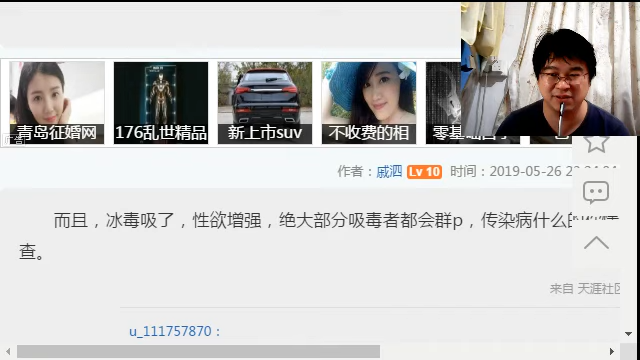 青岛征婚网
176乱世精品
新上市suv
不收费的相
作者：戚泗 Lv 10 时间：2019-05-26
而且，冰毒吸了，性欲增强，绝大部分吸毒者都会群p，传染病什么的
查。
来自 天涯社区
u_111757870：